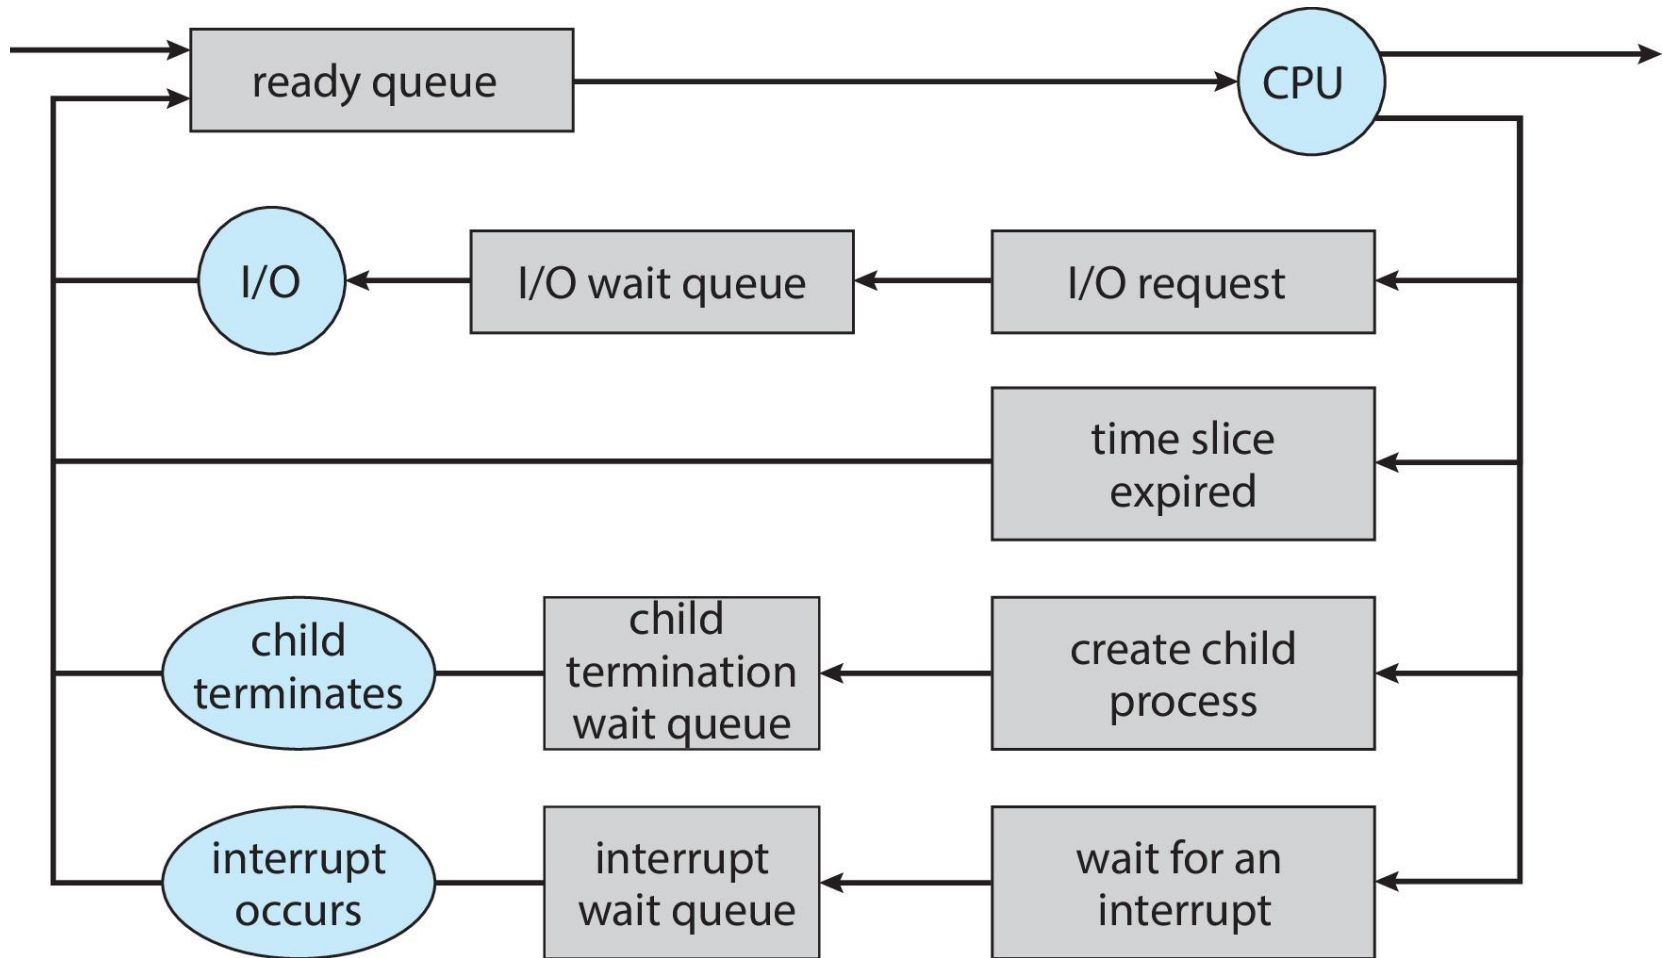 ready queue
CPU
I/O
I/O wait queue
I/O request
time slice
expired
child
terminates
child
termination
wait queue
create child
process
interrupt
occurs
interrupt
wait queue
wait for an
interrupt